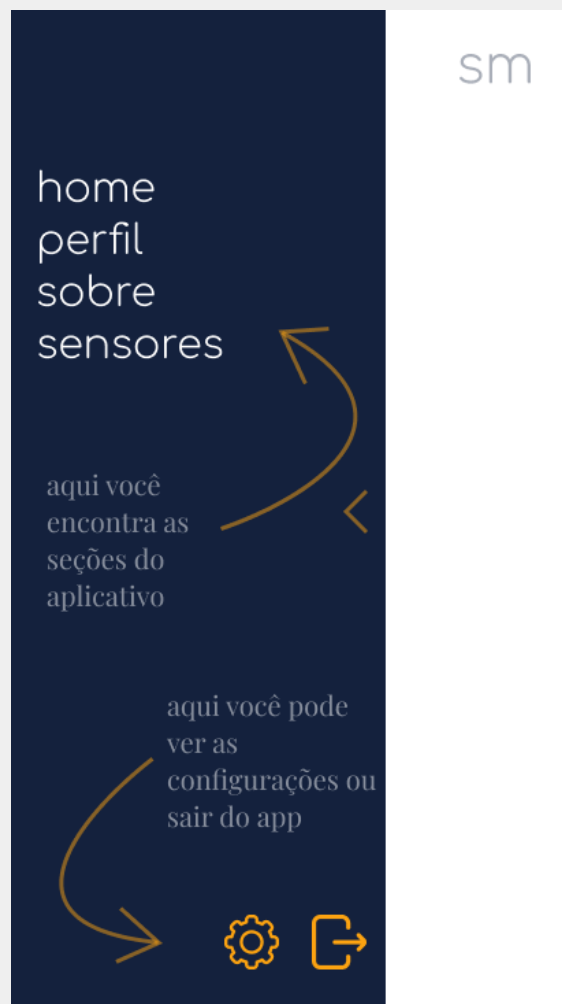 sm
home
perfil
sobre
sensores
aqui você
encontra as
seções do
aplicativo
aqui você pode
ver as
configurações ou
sair do app